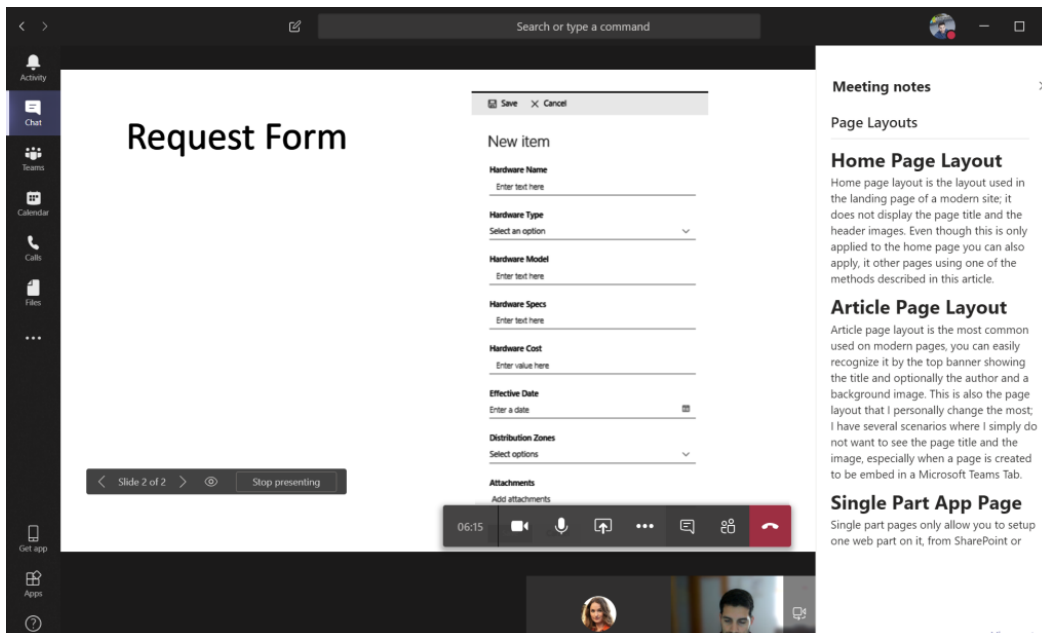 Search or type a command
Activity
Chat
Teams
Calendar
Calls
Files
Get app
Apps
Request Form
Save Cancel
New item
Hardware Name
Enter text here
Hardware Type
Select an option
Hardware Model
Enter text here
Hardware Specs
Enter text here
Hardware Cost
Enter value here
Effective Date
Enter a date
Distribution Zones
Select options
Attachments
Add attachments
Slide 2 of 2 Stop presenting
06:15
Meeting notes
Page Layouts
Home Page Layout
Home page layout is the layout used in
the landing page of a modern site; it
does not display the page title and the
header images. Even though this is only
applied to the home page you can also
apply, it other pages using one of the
methods described in this article.
Article Page Layout
Article page layout is the most common
used on modern pages, you can easily
recognize it by the top banner showing
the title and optionally the author and a
background image. This is also the page
layout that I personally change the most;
I have several scenarios where I simply do
not want to see the page title and the
image, especially when a page is created
to be embed in a Microsoft Teams Tab.
Single Part App Page
Single part pages only allow you to setup
one web part on it, from SharePoint or